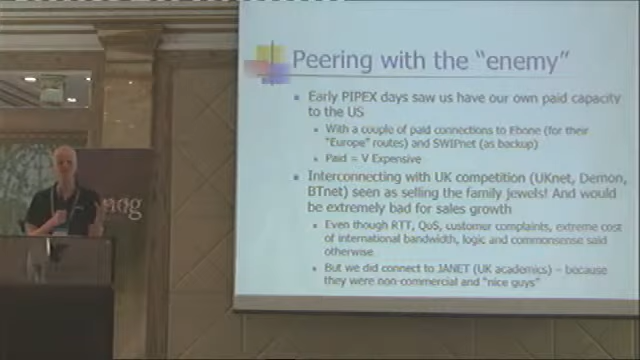 Peering with the "enemy"
Early PIPEX days saw us have our own paid capacity
to the US
With a couple of paid connections to Ebone (for their
"Europe" routes) and SWIPnet (as backup)
Paid = V Expensive
Interconnecting with UK competition (UKnet, Demon,
BTnet) seen as selling the family jewels! And would
be extremely bad for sales growth
Even though RTT, QoS, customer complaints, extreme cost
of international bandwidth, logic and commonsense said
otherwise
But we did connect to JANET (UK academics) – because
they were non-commercial and "nice guys"
nog